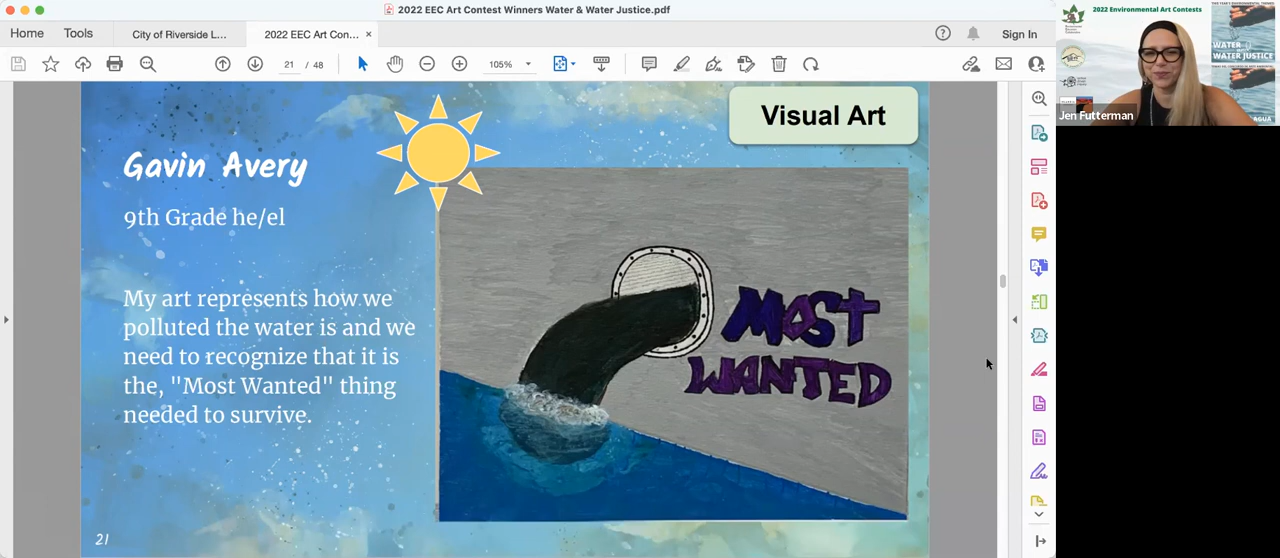 2022 EEC Art Contest Winners Water & Water Justice.pdf
Home
Tools
City of Riverside L...
2022 EEC Art Con...
Sign In
21 / 48
105%
Visual Art
Gavin Avery
9th Grade he/el
My art represents how we
polluted the water is and we
need to recognize that it is
the, "Most Wanted" thing
needed to survive.
MOST
WANTED
21
2022 Environmental Art Contests
WATER
WATER JUSTICE
AGUA
Jen Futterman